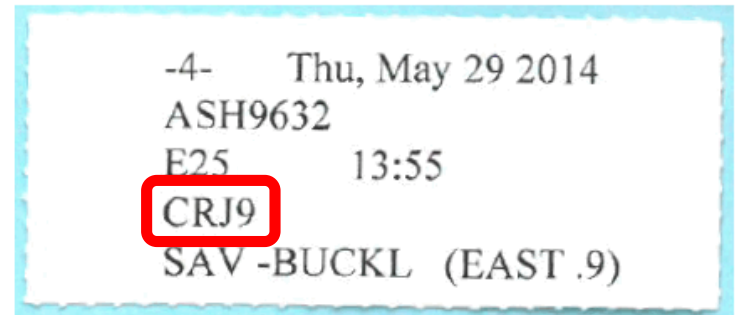 -4- Thu, May 29 2014
ASH9632
E25 13:55
CRJ9
SAV -BUCKL (EAST .9)